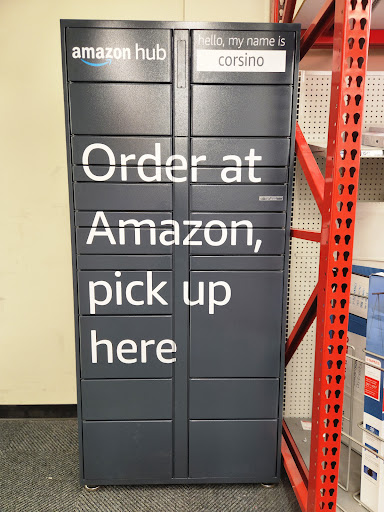 amazon hub
hello, my name is
corsino
Order at
Amazon,
pick up
here